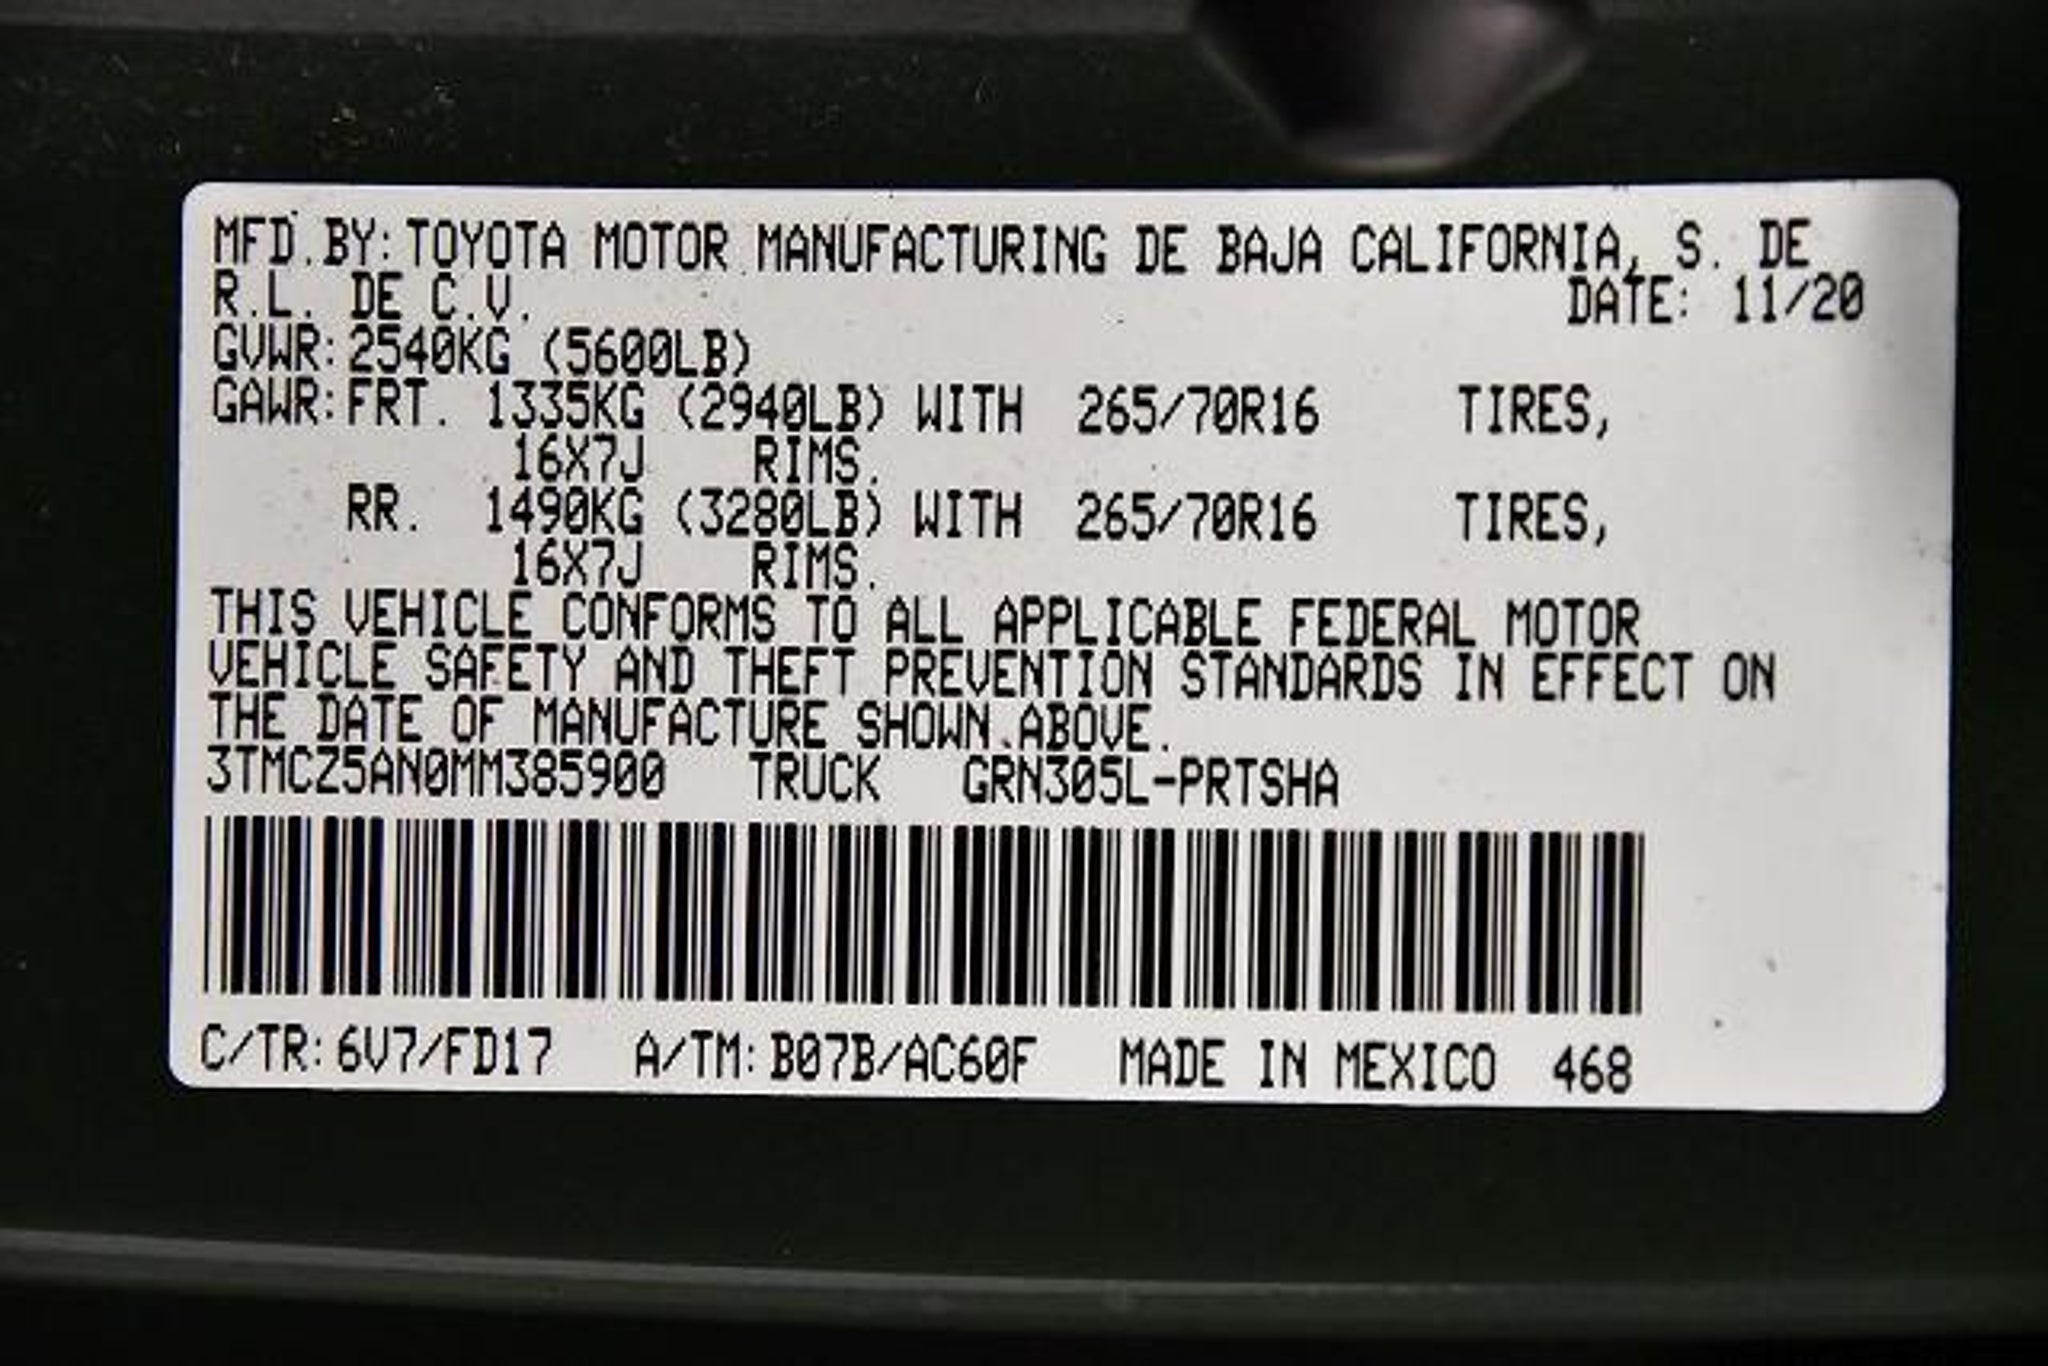 MFD.BY:TOYOTA MOTOR MANUFACTURING DE BAJA CALIFORNIA, S. DE
R.L. DE C.V. DATE: 11/20
GVWR:2540KG (5600LB)
GAWR:FRT. 1335KG (2940LB) WITH 265/70R16 TIRES,
16X7J RIMS.
RR. 1490KG (3280LB) WITH 265/70R16 TIRES,
16X7J RIMS.
THIS VEHICLE CONFORMS TO ALL APPLICABLE FEDERAL MOTOR
VEHICLE SAFETY AND THEFT PREVENTION STANDARDS IN EFFECT ON
THE DATE OF MANUFACTURE SHOWN ABOVE.
3TMCZ5AN0MM385900 TRUCK GRN305L-PRTSHA
C/TR:6V7/FD17 A/TM:B07B/AC60F MADE IN MEXICO 468